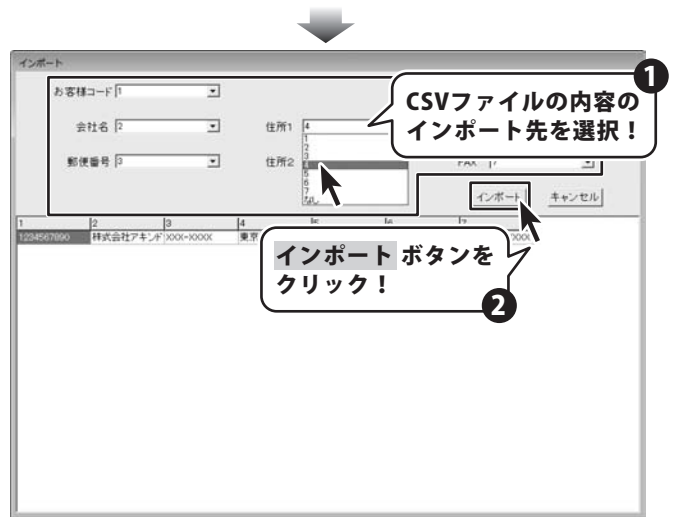 インポート
お客様コード 1
会社名 2
住所1 4
郵便番号 3
住所2
1
2
3
4
5
6
7
なし
FAX 7
❶
CSVファイルの内容の
インポート先を選択！
インポート キャンセル
1 2 3 4 5 6 7
1234567890 株式会社アキンド XXX-XXXX 東京
インポート ボタンを
クリック！
❷